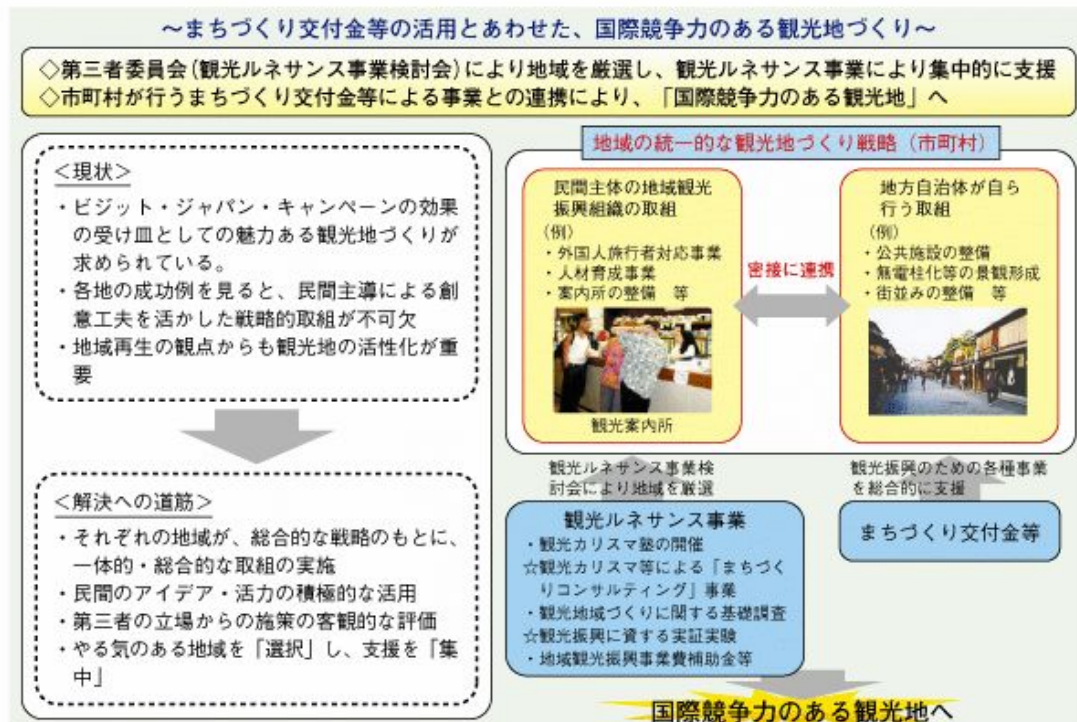 ～まちづくり交付金等の活用とあわせた、国際競争力のある観光地づくり～
◇第三者委員会(観光ルネサンス事業検討会)により地域を厳選し、観光ルネサンス事業により集中的に支援
◇市町村が行うまちづくり交付金等による事業との連携により、「国際競争力のある観光地」へ
＜現状＞
・ビジット・ジャパン・キャンペーンの効果
の受け皿としての魅力ある観光地づくりが
求められている。
・各地の成功例を見ると、民間主導による創
意工夫を活かした戦略的取組が不可欠
・地域再生の観点からも観光地の活性化が重
要
＜解決への道筋＞
・それぞれの地域が、総合的な戦略のもとに、
一体的・総合的な取組の実施
・民間のアイデア・活力の積極的な活用
・第三者の立場からの施策の客観的な評価
・やる気のある地域を「選択」し、支援を「集
中」
地域の統一的な観光地づくり戦略（市町村）
民間主体の地域観光
振興組織の取組
(例)
・外国人旅行者対応事業
・人材育成事業
・案内所の整備 等
観光案内所
密接に連携
地方自治体が自ら
行う取組
(例)
・公共施設の整備
・無電柱化等の景観形成
・街並みの整備 等
観光ルネサンス事業検
討会により地域を厳選
観光振興のための各種事業
を総合的に支援
観光ルネサンス事業
・観光カリスマ塾の開催
☆観光カリスマ等による「まちづく
りコンサルティング」事業
・観光地域づくりに関する基礎調査
☆観光振興に資する実証実験
・地域観光振興事業費補助金等
まちづくり交付金等
国際競争力のある観光地へ